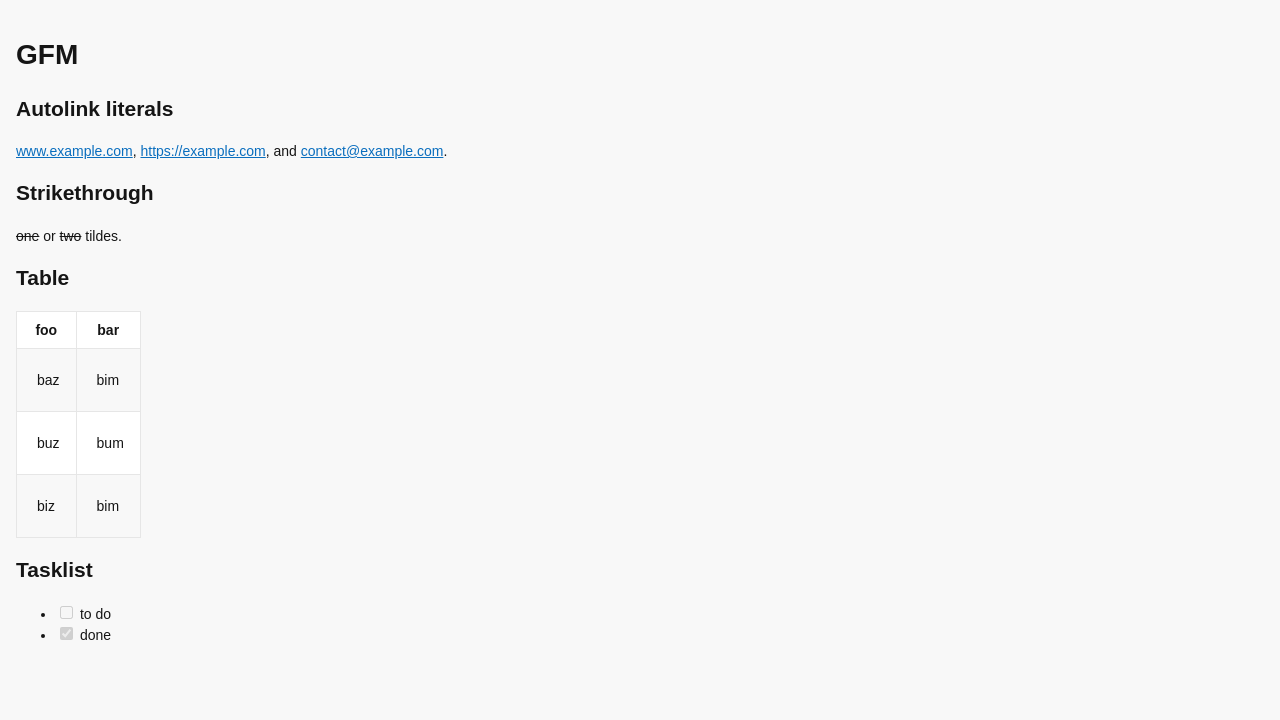 GFM
Autolink literals
www.example.com, https://example.com, and contact@example.com.
Strikethrough
one or two tildes.
Table
foo bar
baz bim
buz bum
biz bim
Tasklist
to do
done